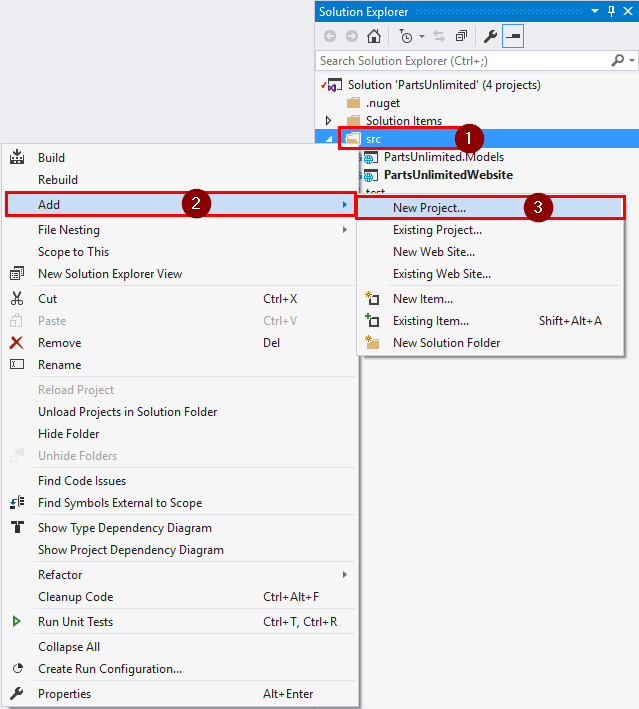 Solution Explorer
Search Solution Explorer (Ctrl+;)
Solution 'PartsUnlimited' (4 projects)
.nuget
Solution Items
src 1
PartsUnlimited.Models
PartsUnlimitedWebsite
test
Build
Rebuild
Add 2
File Nesting
Scope to This
New Solution Explorer View
Cut Ctrl+X
Paste Ctrl+V
Remove Del
Rename
Reload Project
Unload Projects in Solution Folder
Hide Folder
Unhide Folders
Find Code Issues
Find Symbols External to Scope
Show Type Dependency Diagram
Show Project Dependency Diagram
Refactor
Cleanup Code Ctrl+Alt+F
Run Unit Tests Ctrl+T, Ctrl+R
Collapse All
Create Run Configuration...
Properties Alt+Enter
New Project... 3
Existing Project...
New Web Site...
Existing Web Site...
New Item...
Existing Item... Shift+Alt+A
New Solution Folder